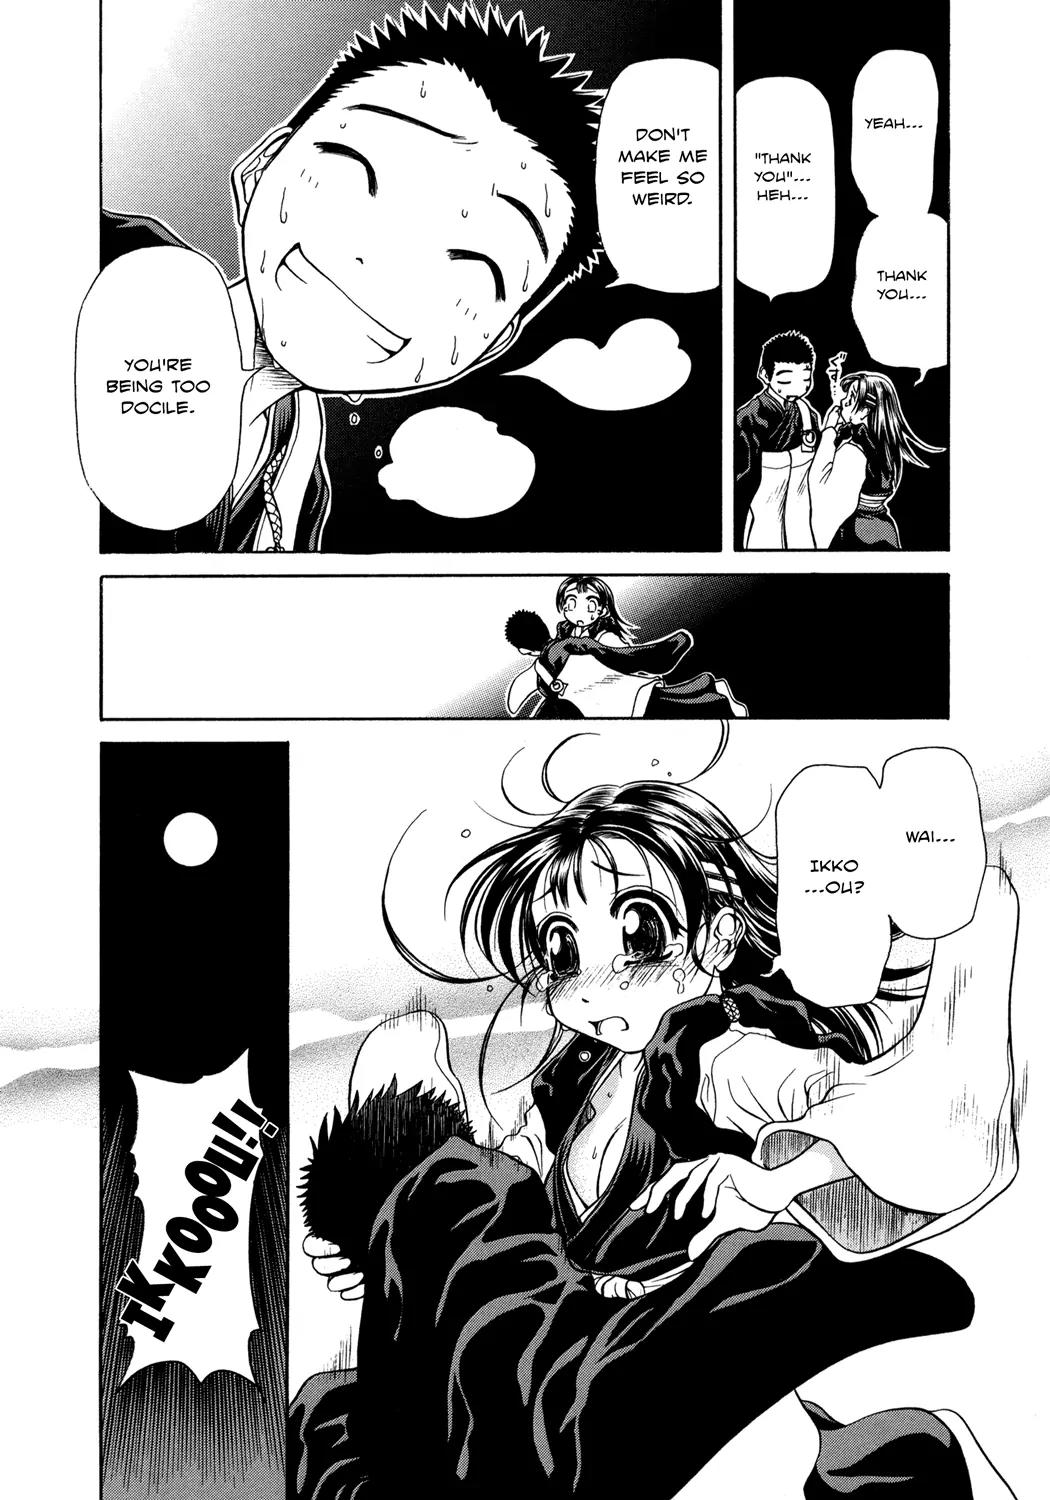 YEAH...
THANK
YOU...
"THANK
YOU"...
HEH...
DON'T
MAKE ME
FEEL SO
WEIRD.
YOU'RE
BEING TOO
DOCILE.
WAI...
IKKO
...OU?
IKKOOOU!!